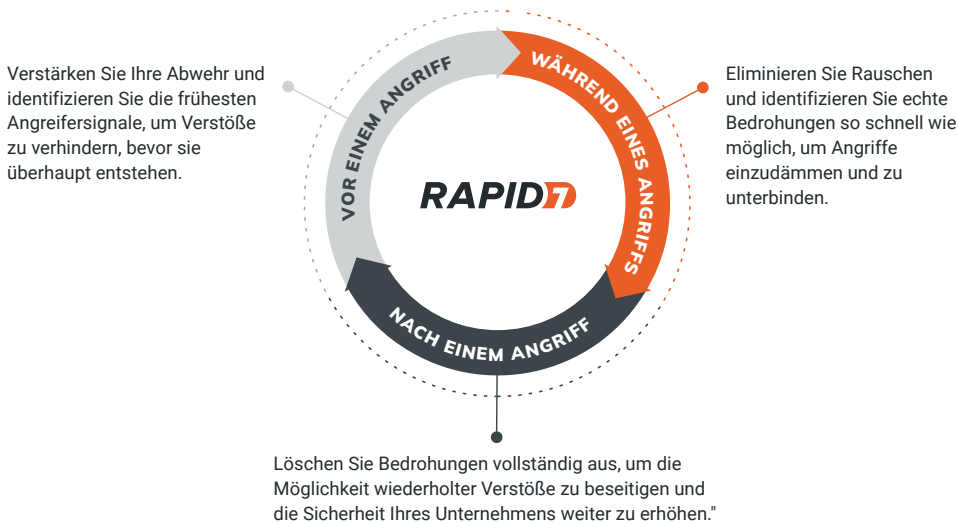 Verstärken Sie Ihre Abwehr und
identifizieren Sie die frühesten
Angreifersignale, um Verstöße
zu verhindern, bevor sie
überhaupt entstehen.
VOR EINEM ANGRIFF
WÄHREND EINES ANGRIFFS
Eliminieren Sie Rauschen
und identifizieren Sie echte
Bedrohungen so schnell wie
möglich, um Angriffe
einzudämmen und zu
unterbinden.
RAPID7
NACH EINEM ANGRIFF
Löschen Sie Bedrohungen vollständig aus, um die
Möglichkeit wiederholter Verstöße zu beseitigen und
die Sicherheit Ihres Unternehmens weiter zu erhöhen."